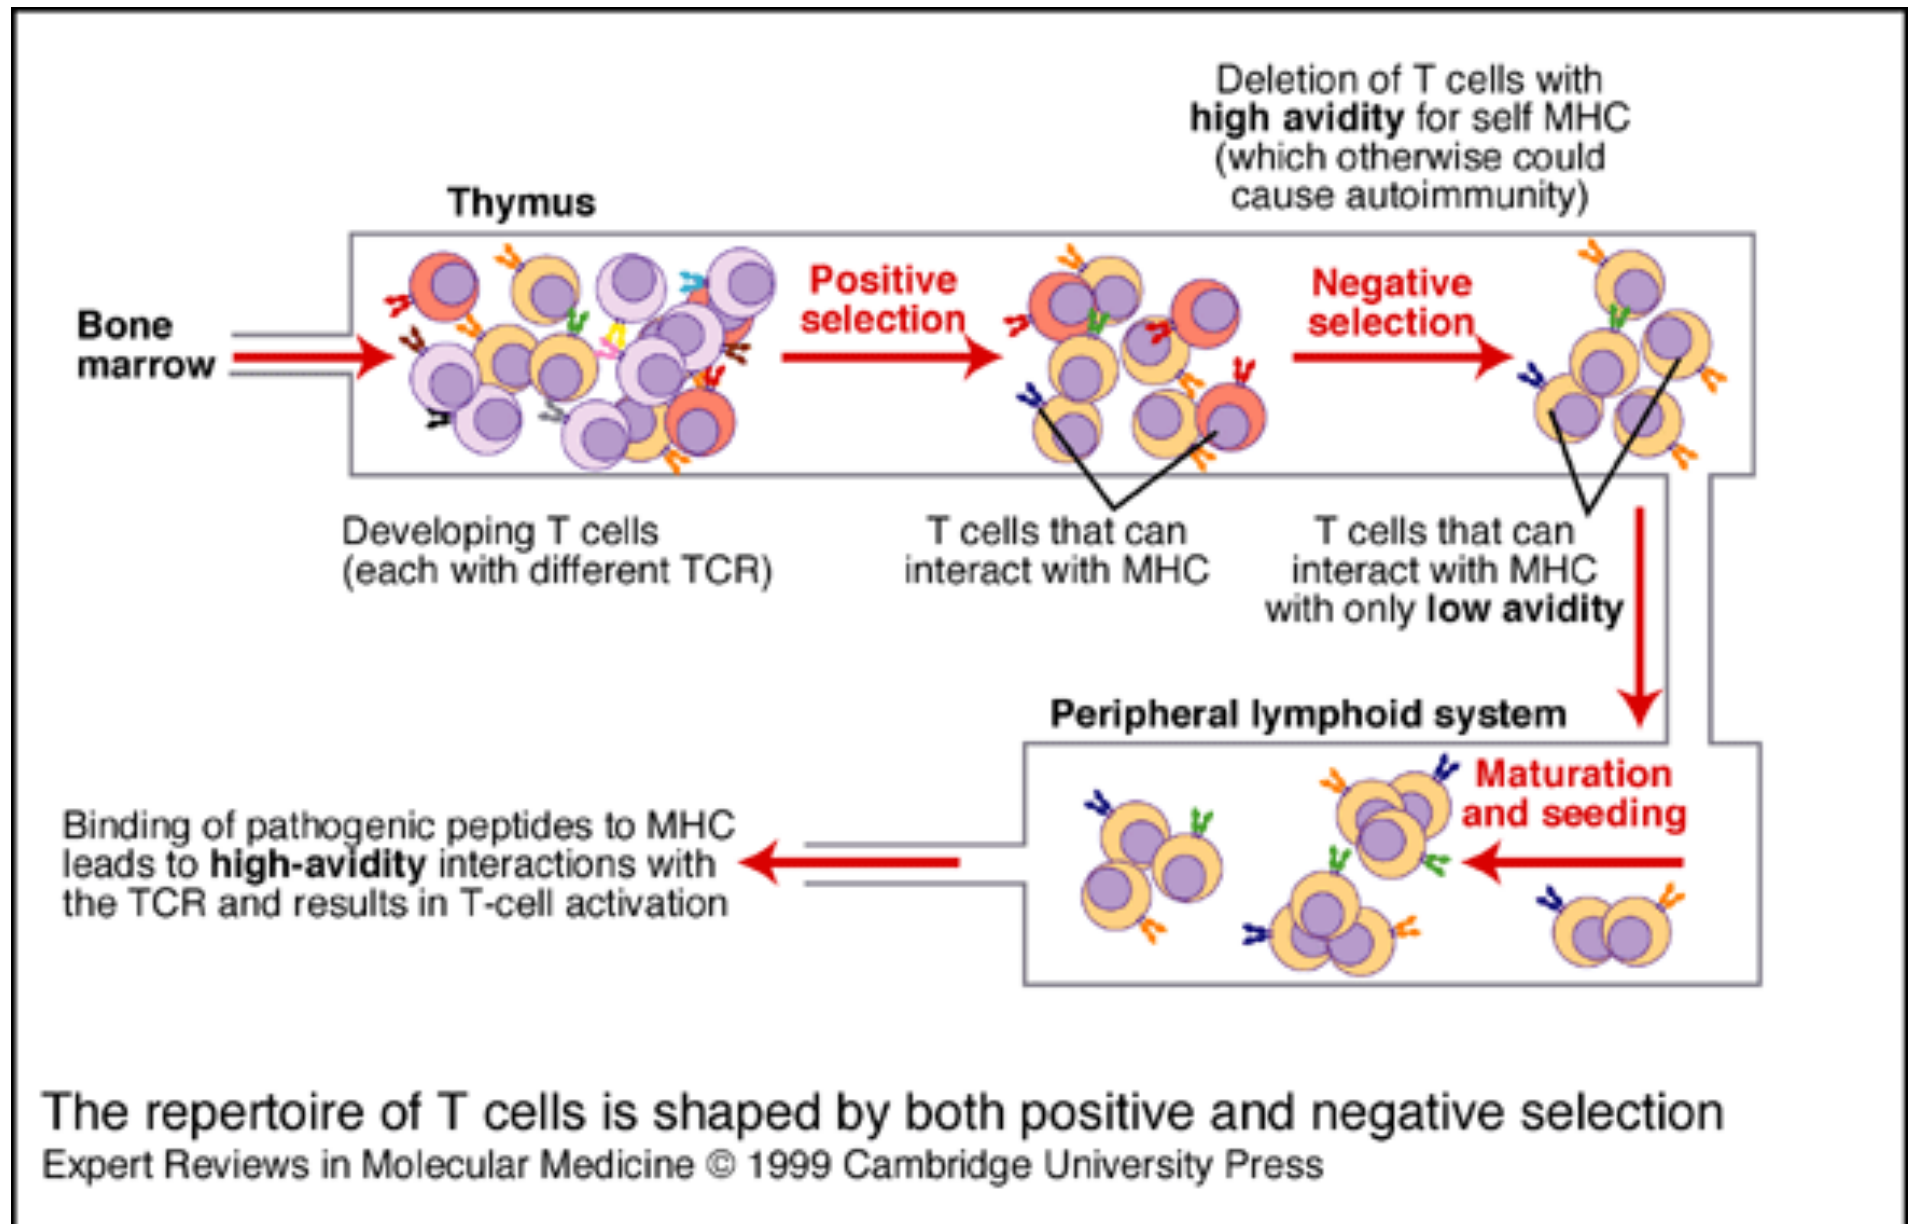 Deletion of T cells with
high avidity for self MHC
(which otherwise could
cause autoimmunity)
Thymus
Bone
marrow
Positive
selection
Negative
selection
Developing T cells
(each with different TCR)
T cells that can
interact with MHC
T cells that can
interact with MHC
with only low avidity
Peripheral lymphoid system
Maturation
and seeding
Binding of pathogenic peptides to MHC
leads to high-avidity interactions with
the TCR and results in T-cell activation
The repertoire of T cells is shaped by both positive and negative selection
Expert Reviews in Molecular Medicine © 1999 Cambridge University Press